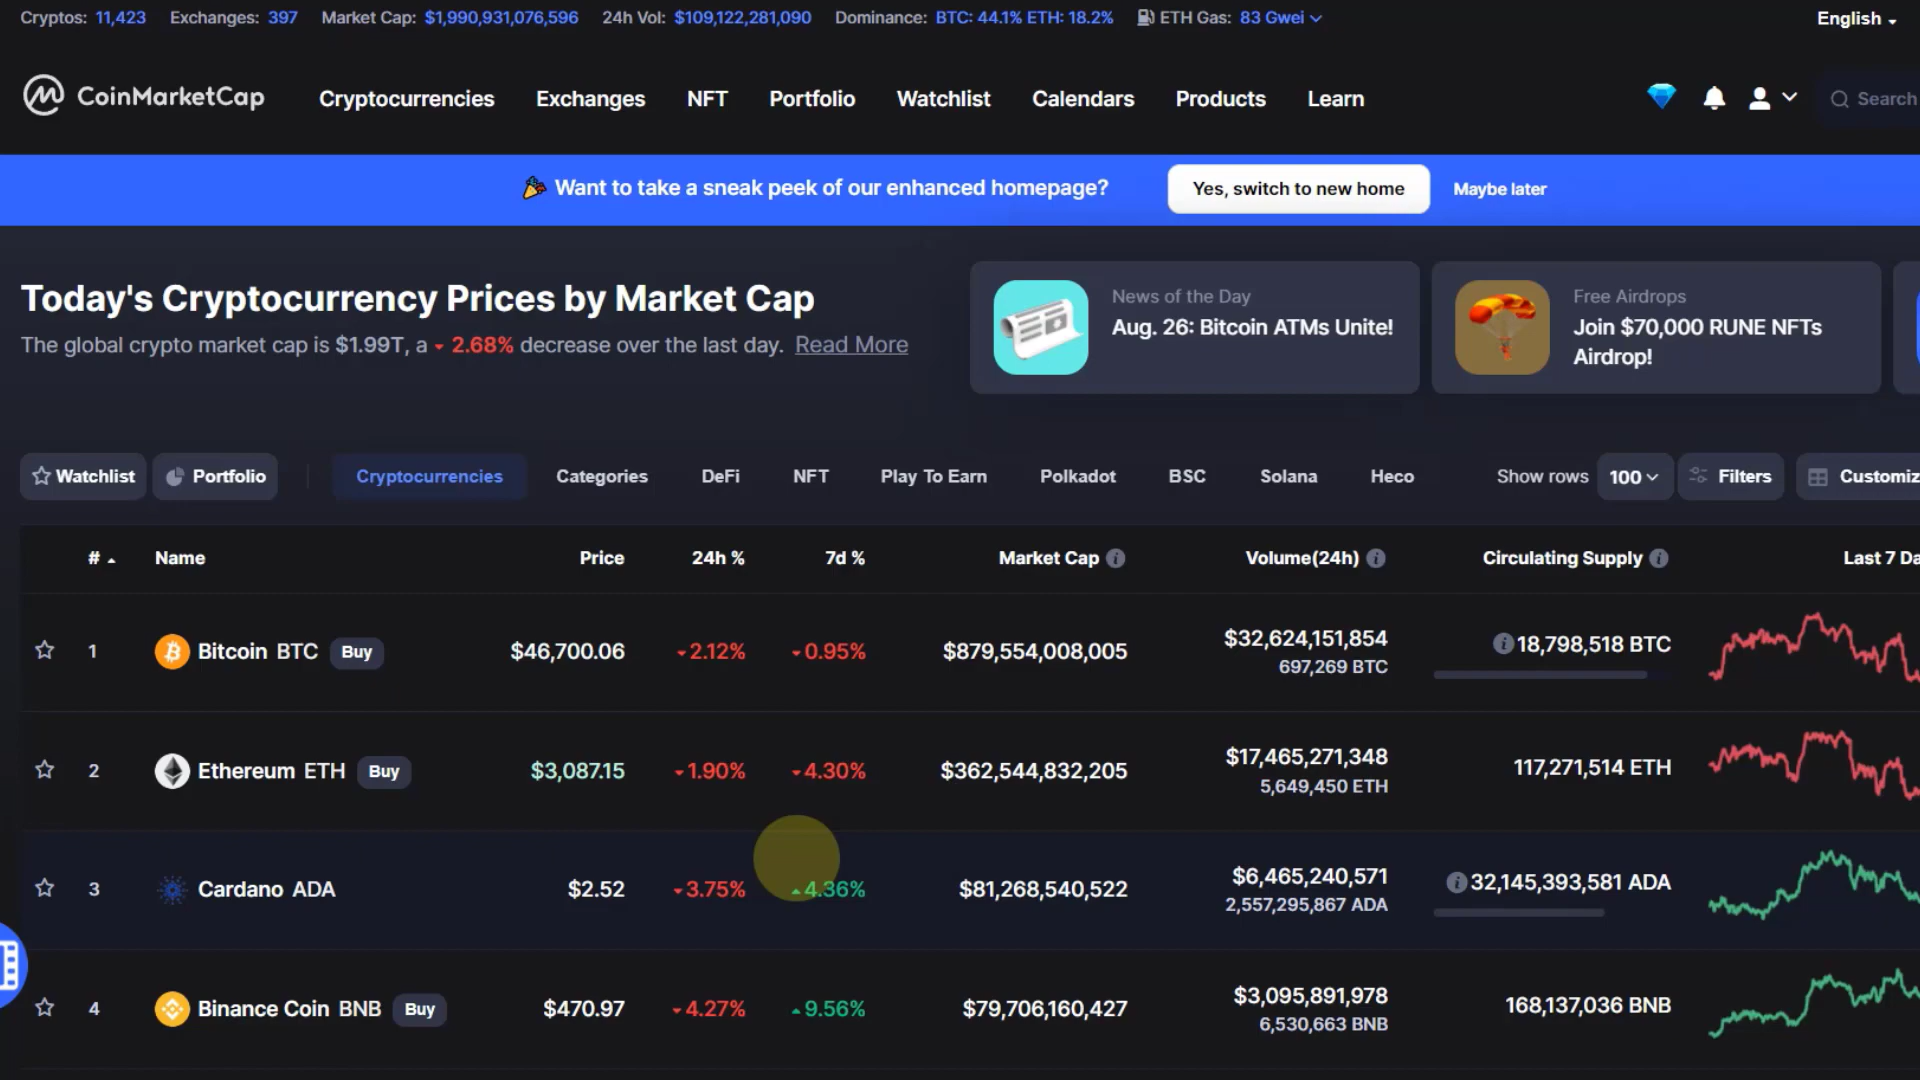 Cryptos: 11,423 Exchanges: 397 Market Cap: $1,990,931,076,596 24h Vol: $109,122,281,090 Dominance: BTC: 44.1% ETH: 18.2% ETH Gas: 83 Gwei English
CoinMarketCap Cryptocurrencies Exchanges NFT Portfolio Watchlist Calendars Products Learn Search
Want to take a sneak peek of our enhanced homepage? Yes, switch to new home Maybe later
Today's Cryptocurrency Prices by Market Cap
The global crypto market cap is $1.99T, a 2.68% decrease over the last day. Read More
News of the Day
Aug. 26: Bitcoin ATMs Unite!
Free Airdrops
Join $70,000 RUNE NFTs
Airdrop!
Watchlist Portfolio Cryptocurrencies Categories DeFi NFT Play To Earn Polkadot BSC Solana Heco Show rows 100 Filters Customiz
# Name Price 24h % 7d % Market Cap Volume(24h) Circulating Supply Last 7 Da
1 Bitcoin BTC Buy $46,700.06 2.12% 0.95% $879,554,008,005 $32,624,151,854 18,798,518 BTC
697,269 BTC
2 Ethereum ETH Buy $3,087.15 1.90% 4.30% $362,544,832,205 $17,465,271,348 117,271,514 ETH
5,649,450 ETH
3 Cardano ADA $2.52 3.75% 4.36% $81,268,540,522 $6,465,240,571 32,145,393,581 ADA
2,557,295,867 ADA
4 Binance Coin BNB Buy $470.97 4.27% 9.56% $79,706,160,427 $3,095,891,978 168,137,036 BNB
6,530,663 BNB